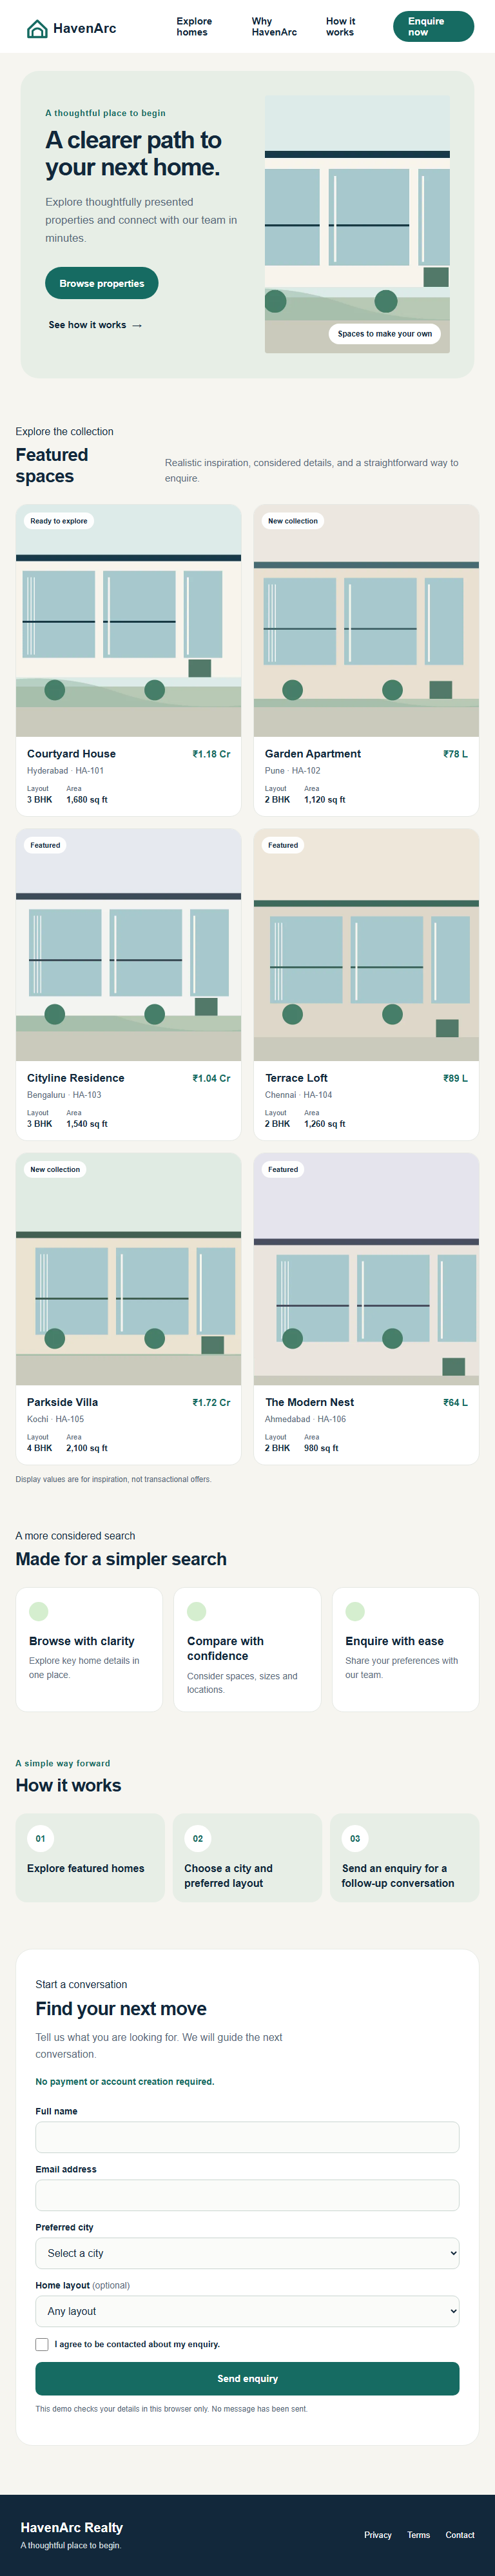 HavenArc
Explore homes
Why HavenArc
How it works
Enquire now
A thoughtful place to begin
A clearer path to
your next home.
Explore thoughtfully presented
properties and connect with our team in
minutes.
Browse properties
See how it works →
Spaces to make your own
Explore the collection
Featured
spaces
Realistic inspiration, considered details, and a straightforward way to
enquire.
Ready to explore
Courtyard House ₹1.18 Cr
Hyderabad · HA-101
Layout Area
3 BHK 1,680 sq ft
New collection
Garden Apartment ₹78 L
Pune · HA-102
Layout Area
2 BHK 1,120 sq ft
Featured
Cityline Residence ₹1.04 Cr
Bengaluru · HA-103
Layout Area
3 BHK 1,540 sq ft
Featured
Terrace Loft ₹89 L
Chennai · HA-104
Layout Area
2 BHK 1,260 sq ft
New collection
Parkside Villa ₹1.72 Cr
Kochi · HA-105
Layout Area
4 BHK 2,100 sq ft
Featured
The Modern Nest ₹64 L
Ahmedabad · HA-106
Layout Area
2 BHK 980 sq ft
Display values are for inspiration, not transactional offers.
A more considered search
Made for a simpler search
Browse with clarity
Explore key home details in
one place.
Compare with
confidence
Consider spaces, sizes and
locations.
Enquire with ease
Share your preferences with
our team.
A simple way forward
How it works
01
Explore featured homes
02
Choose a city and
preferred layout
03
Send an enquiry for a
follow-up conversation
Start a conversation
Find your next move
Tell us what you are looking for. We will guide the next
conversation.
No payment or account creation required.
Full name
Email address
Preferred city
Select a city
Home layout (optional)
Any layout
I agree to be contacted about my enquiry.
Send enquiry
This demo checks your details in this browser only. No message has been sent.
HavenArc Realty
A thoughtful place to begin.
Privacy Terms Contact